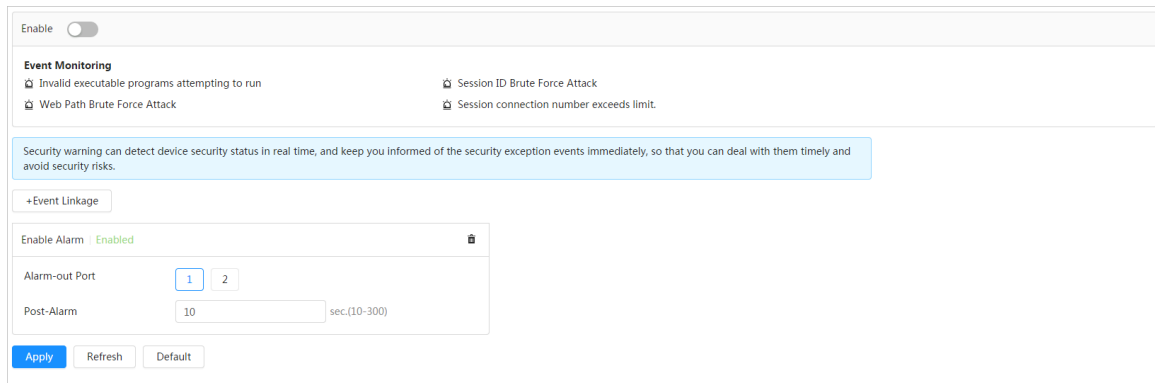 Enable
Event Monitoring
Invalid executable programs attempting to run
Session ID Brute Force Attack
Web Path Brute Force Attack
Session connection number exceeds limit.
Security warning can detect device security status in real time, and keep you informed of the security exception events immediately, so that you can deal with them timely and
avoid security risks.
+Event Linkage
Enable Alarm | Enabled
Alarm-out Port 1 2
Post-Alarm 10 sec.(10-300)
Apply Refresh Default